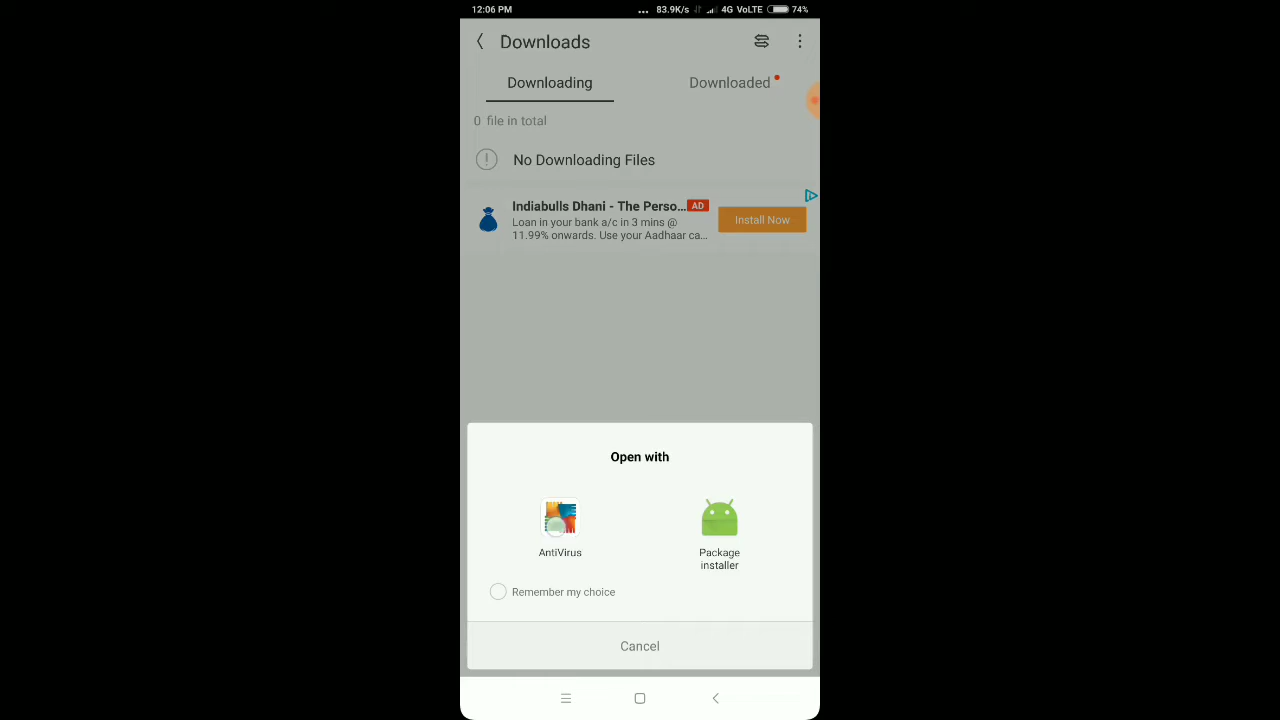 12:06 PM
... 83.9K/s 4G VoLTE 74%
Downloads
Downloading
Downloaded
0 file in total
No Downloading Files
Indiabulls Dhani - The Perso... AD
Loan in your bank a/c in 3 mins @
11.99% onwards. Use your Aadhaar ca...
Install Now
Open with
AntiVirus
Package
installer
Remember my choice
Cancel